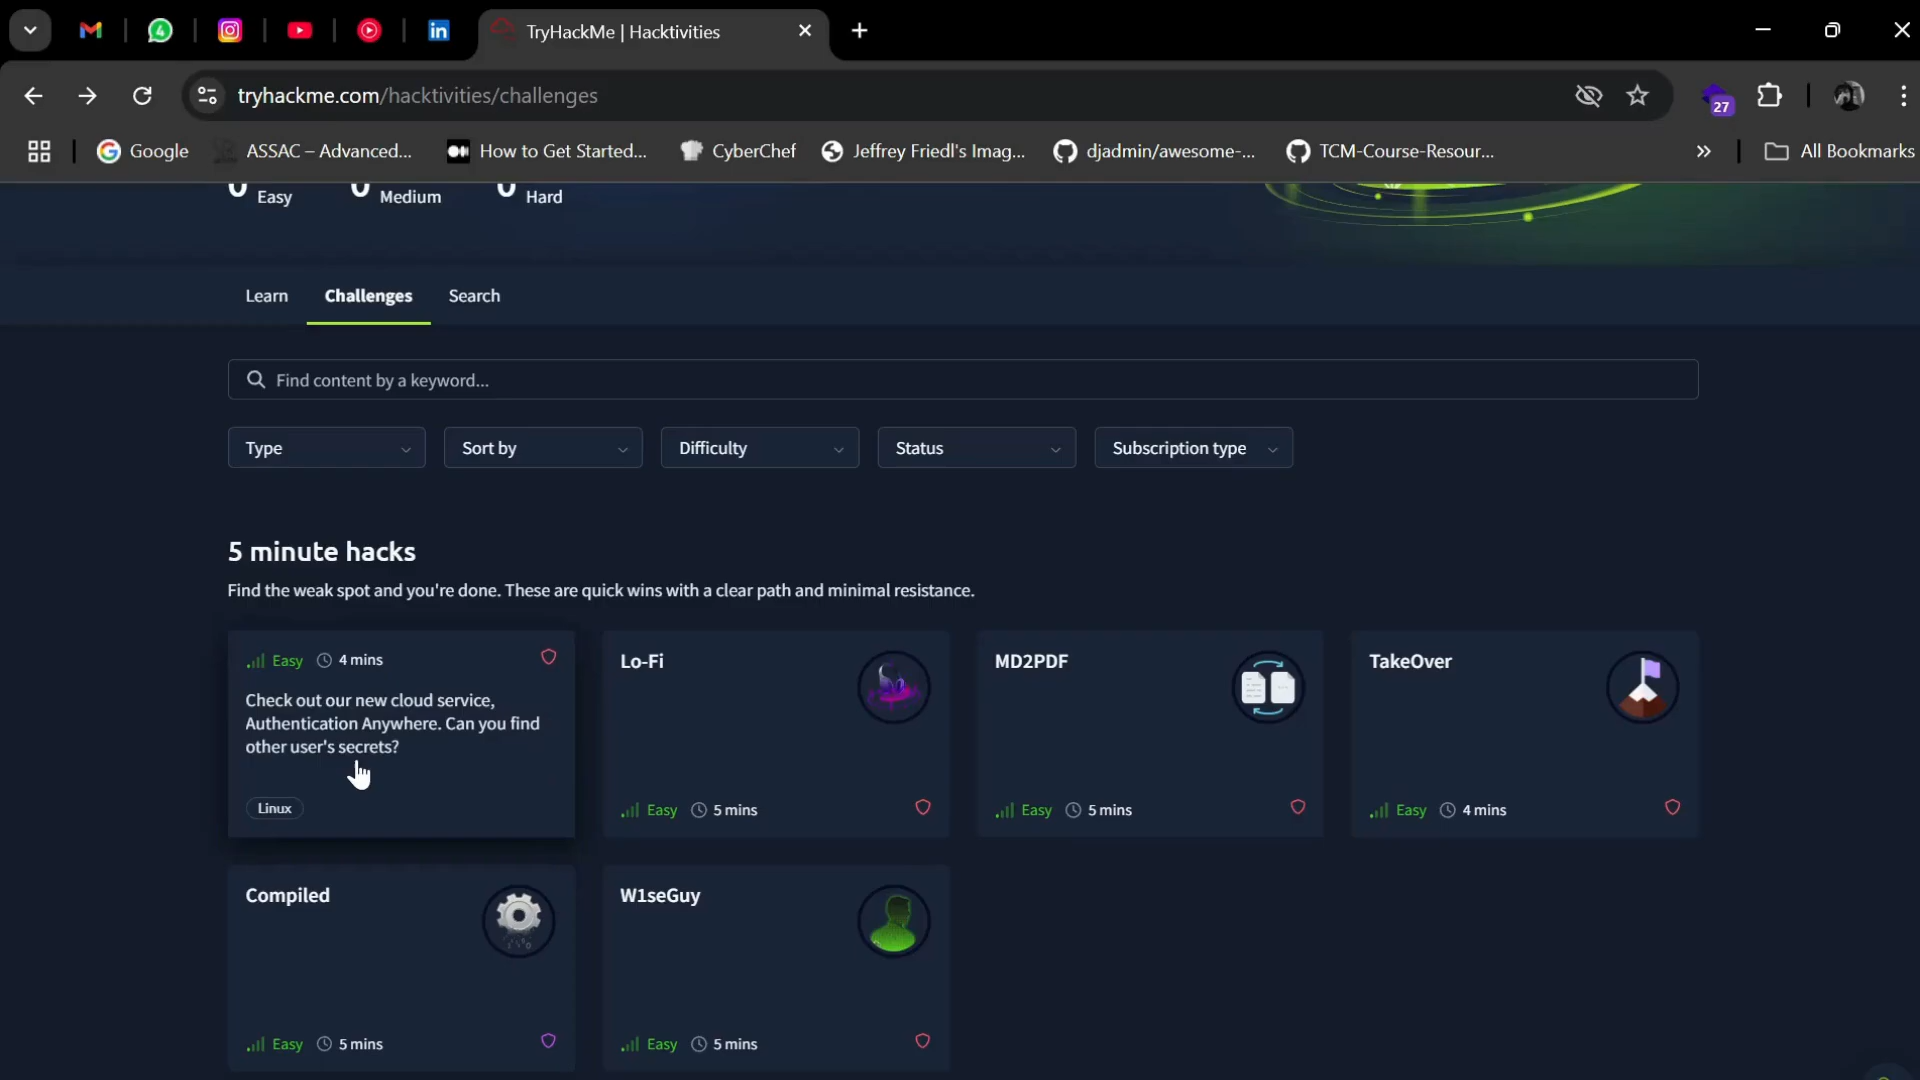 4
TryHackMe | Hacktivities
tryhackme.com/hacktivities/challenges
27
Google
ASSAC – Advanced...
How to Get Started...
CyberChef
Jeffrey Friedl's Imag...
djadmin/awesome-...
TCM-Course-Resour...
All Bookmarks
Easy
Medium
Hard
Learn
Challenges
Search
Find content by a keyword...
Type
Sort by
Difficulty
Status
Subscription type
5 minute hacks
Find the weak spot and you're done. These are quick wins with a clear path and minimal resistance.
Easy 4 mins
Check out our new cloud service,
Authentication Anywhere. Can you find
other user's secrets?
Linux
Lo-Fi
Easy 5 mins
MD2PDF
Easy 5 mins
TakeOver
Easy 4 mins
Compiled
Easy 5 mins
W1seGuy
Easy 5 mins